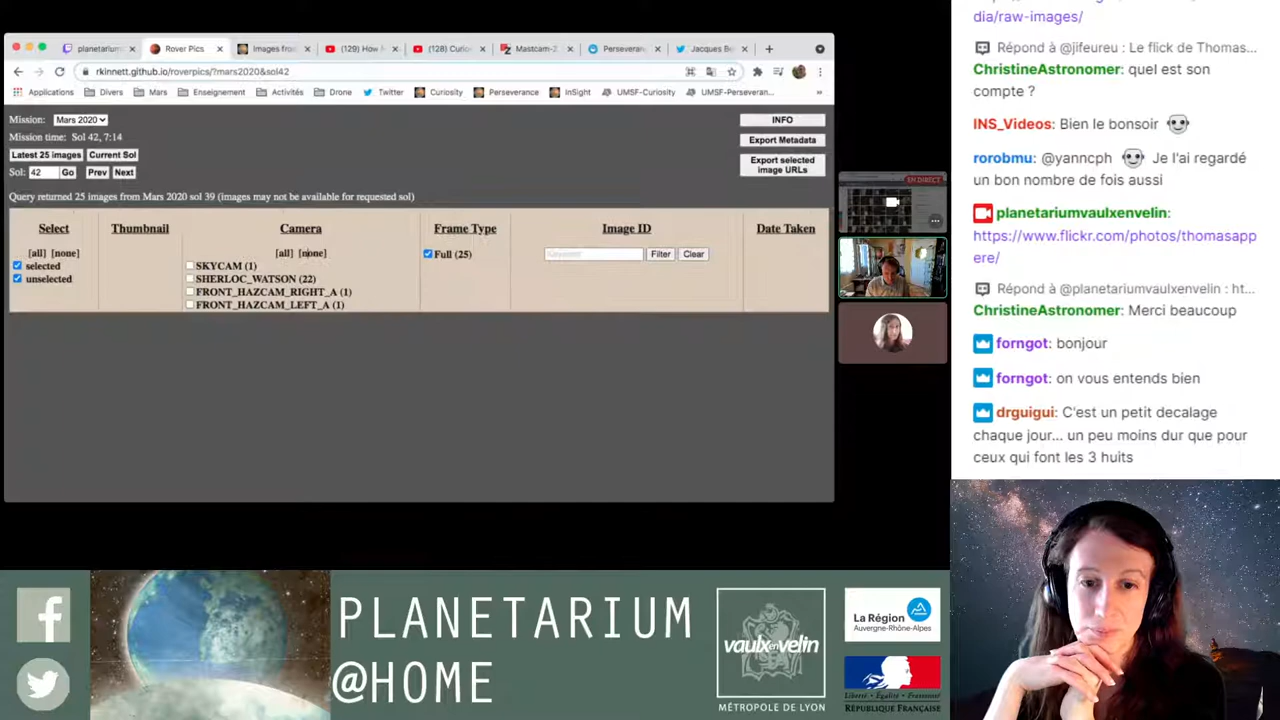 planetarium
Rover Pics
Images fro
(129) How M
(128) Curio
Mastcam-2
Perseveran
Jacques Be
rkinnett.github.io/roverpics/?mars2020&sol42
Applications
Divers
Mars
Enseignement
Activités
Drone
Twitter
Curiosity
Perseverance
InSight
UMSF-Curiosity
UMSF-Perseveran...
Mission: Mars 2020
Mission time: Sol 42, 7:14
Latest 25 images Current Sol
Sol: 42 Go Prev Next
INFO
Export Metadata
Export selected
image URLs
Query returned 25 images from Mars 2020 sol 39 (images may not be available for requested sol)
Select Thumbnail Camera Frame Type Image ID Date Taken
[all] [none] [all] [none] Full (25) Keyword Filter Clear
selected SKYCAM (1)
unselected SHERLOC_WATSON (22)
FRONT_HAZCAM_RIGHT_A (1)
FRONT_HAZCAM_LEFT_A (1)
EN DIRECT
dia/raw-images/
Répond à @jifeureu : Le flick de Thomas...
ChristineAstronomer: quel est son
compte ?
INS_Videos: Bien le bonsoir
rorobmu: @yanncph Je l'ai regardé
un bon nombre de fois aussi
planetariumvaulxenvelin:
https://www.flickr.com/photos/thomasapp
ere/
Répond à @planetariumvaulxenvelin : ht...
ChristineAstronomer: Merci beaucoup
forngot: bonjour
forngot: on vous entends bien
drguigui: C'est un petit decalage
chaque jour... un peu moins dur que pour
ceux qui font les 3 huits
PLANETARIUM
@HOME
vaulxenvelin
MÉTROPOLE DE LYON
La Région
Auvergne-Rhône-Alpes
Liberté • Égalité • Fraternité
RÉPUBLIQUE FRANÇAISE